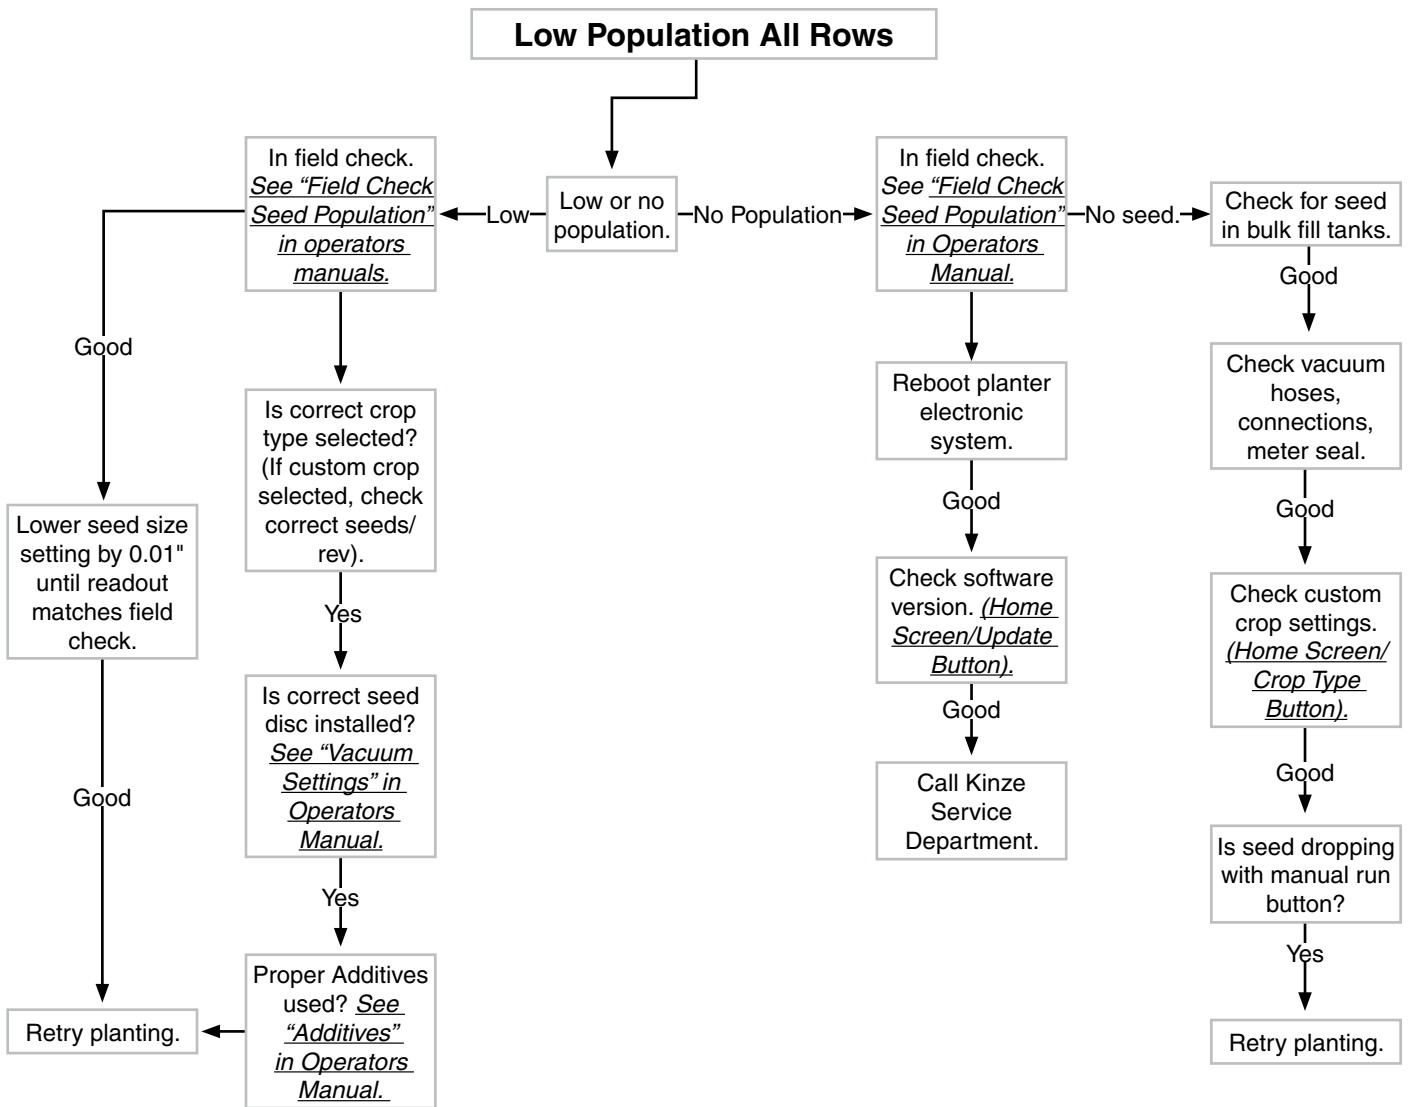 Low Population All Rows
In field check.
See “Field Check
Seed Population”
in operators
manuals.
Low
Low or no
population.
No Population
In field check.
See “Field Check
Seed Population”
in Operators
Manual.
No seed.
Check for seed
in bulk fill tanks.
Good
Good
Check vacuum
hoses,
connections,
meter seal.
Reboot planter
electronic
system.
Is correct crop
type selected?
(If custom crop
selected, check
correct seeds/
rev).
Good
Good
Lower seed size
setting by 0.01"
until readout
matches field
check.
Check software
version. (Home
Screen/Update
Button).
Check custom
crop settings.
(Home Screen/
Crop Type
Button).
Yes
Is correct seed
disc installed?
See “Vacuum
Settings” in
Operators
Manual.
Good
Good
Good
Call Kinze
Service
Department.
Is seed dropping
with manual run
button?
Yes
Yes
Proper Additives
used? See
“Additives”
in Operators
Manual.
Retry planting.
Retry planting.